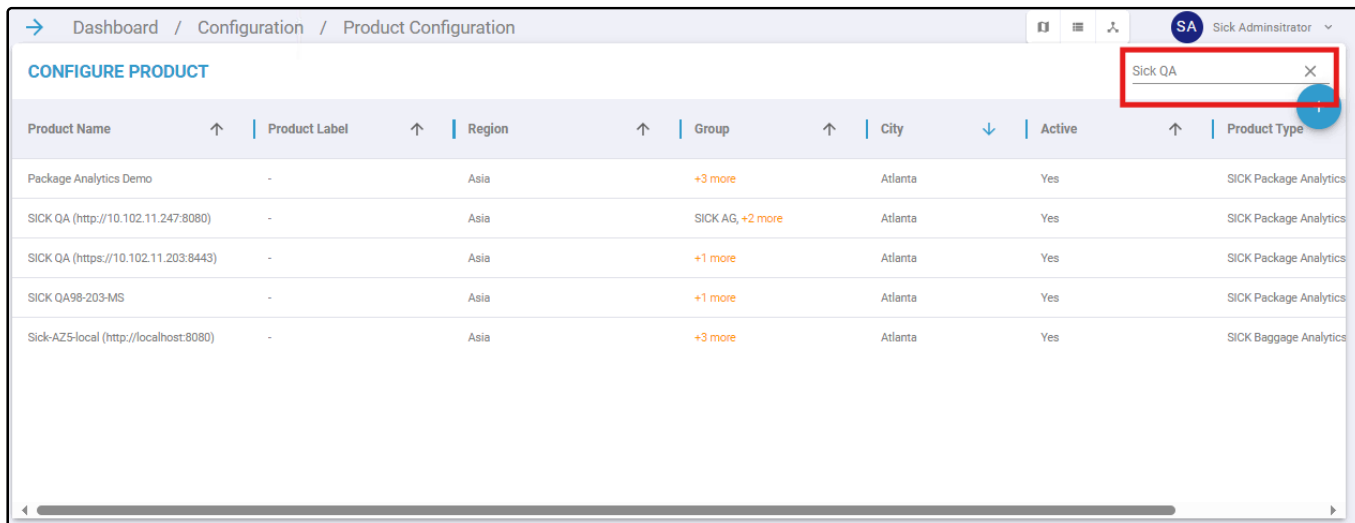 Dashboard / Configuration / Product Configuration SA Sick Adminsitrator
CONFIGURE PRODUCT Sick QA
Product Name Product Label Region Group City Active Product Type
Package Analytics Demo - Asia +3 more Atlanta Yes SICK Package Analytics
SICK QA (http://10.102.11.247:8080) - Asia SICK AG, +2 more Atlanta Yes SICK Package Analytics
SICK QA (https://10.102.11.203:8443) - Asia +1 more Atlanta Yes SICK Package Analytics
SICK QA98-203-MS - Asia +1 more Atlanta Yes SICK Package Analytics
Sick-AZ5-local (http://localhost:8080) - Asia +3 more Atlanta Yes SICK Baggage Analytics